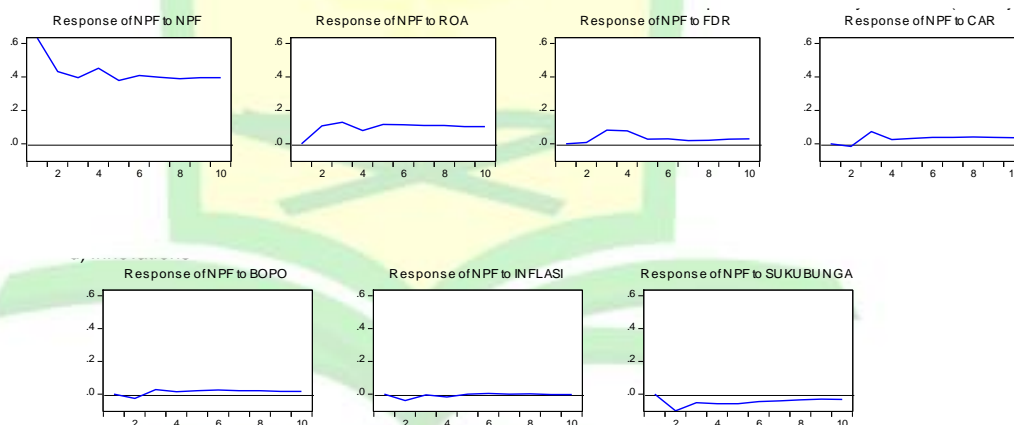 Response of NPF to NPF
Response of NPF to ROA
Response of NPF to FDR
Response of NPF to CAR
.6
.4
.2
.0
2 4 6 8 10
.6
.4
.2
.0
2 4 6 8 10
.6
.4
.2
.0
2 4 6 8 10
.6
.4
.2
.0
2 4 6 8
Response of NPF to BOPO
Response of NPF to INFLASI
Response of NPF to SUKUBUNGA
.6
.4
.2
.0
2 4 6 8 10
.6
.4
.2
.0
2 4 6 8 10
.6
.4
.2
.0
2 4 6 8 10